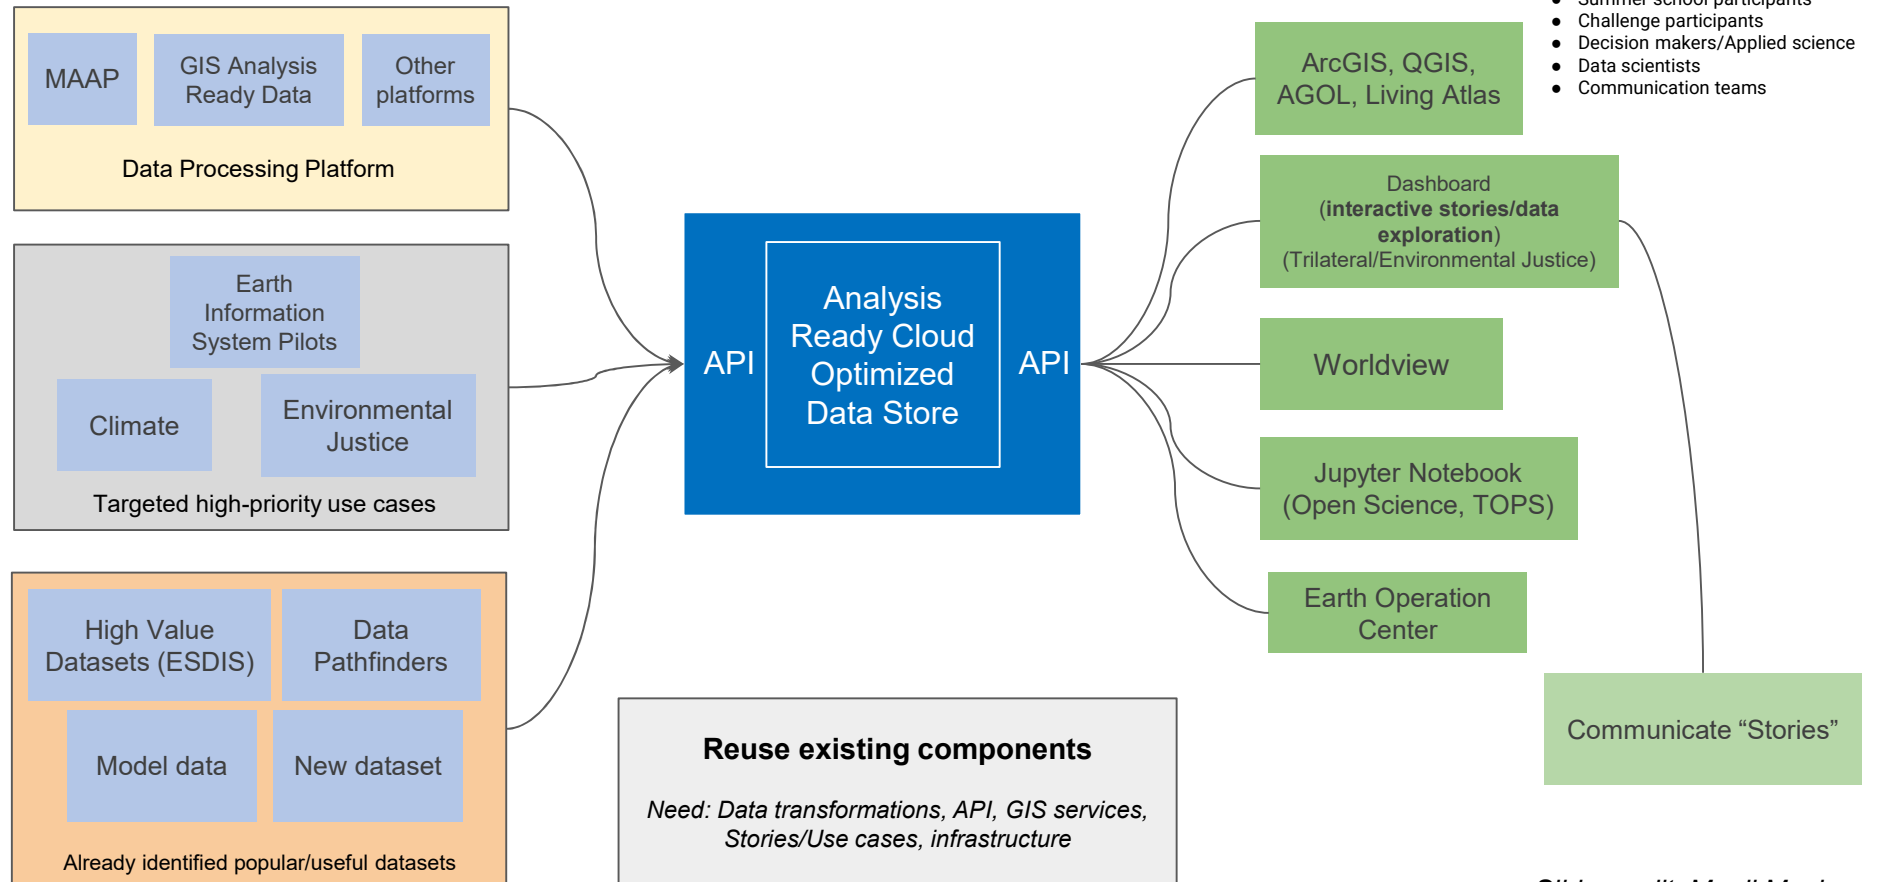 MAAP
GIS Analysis
Ready Data
Other
platforms
Data Processing Platform
Earth
Information
System Pilots
Climate
Environmental
Justice
Targeted high-priority use cases
High Value
Datasets (ESDIS)
Data
Pathfinders
Model data
New dataset
Already identified popular/useful datasets
API
Analysis
Ready Cloud
Optimized
Data Store
API
Reuse existing components
Need: Data transformations, API, GIS services,
Stories/Use cases, infrastructure
ArcGIS, QGIS,
AGOL, Living Atlas
Dashboard
(interactive stories/data
exploration)
(Trilateral/Environmental Justice)
Worldview
Jupyter Notebook
(Open Science, TOPS)
Earth Operation
Center
● Summer school participants
● Challenge participants
● Decision makers/Applied science
● Data scientists
● Communication teams
Communicate “Stories”